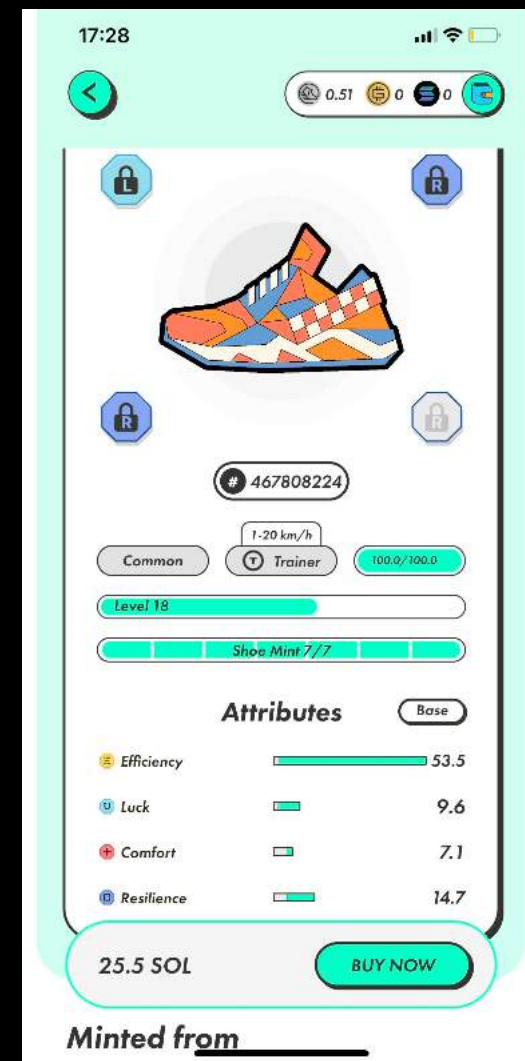 17:28
0.51 0 0
L R
R R
# 467808224
1-20 km/h
Common T Trainer 100.0/100.0
Level 18
Shoe Mint 7/7
Attributes Base
Efficiency 53.5
Luck 9.6
Comfort 7.1
Resilience 14.7
25.5 SOL BUY NOW
Minted from